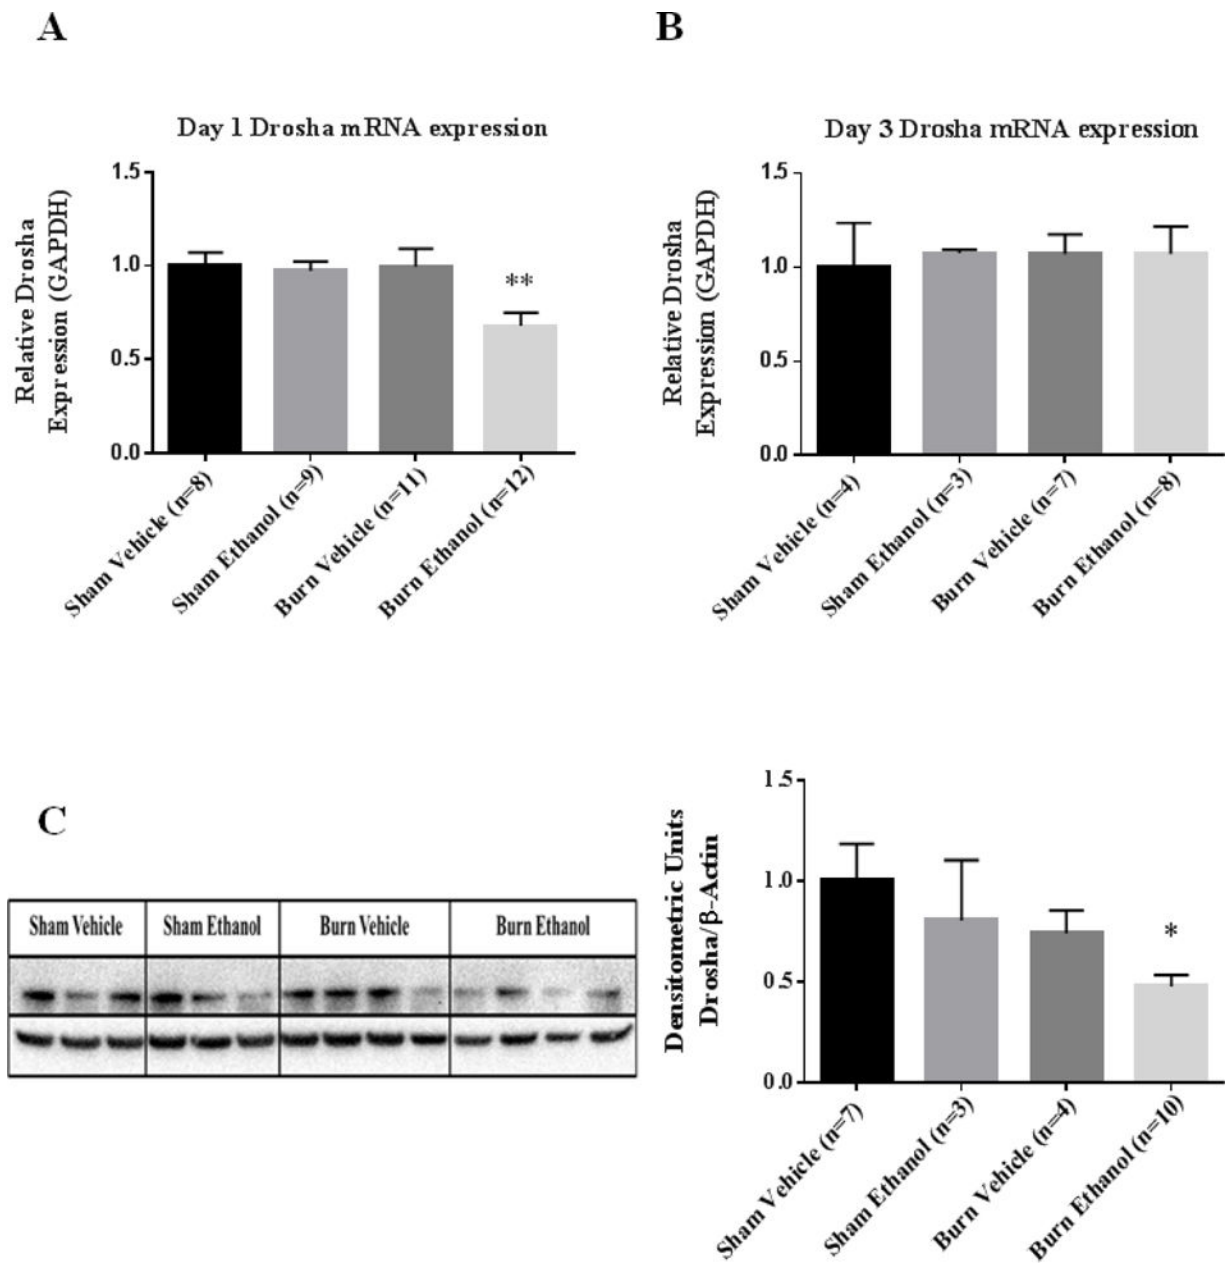 A
Day 1 Drosha mRNA expression
Relative Drosha
Expression (GAPDH)
1.5
1.0
0.5
0.0
**
Sham Vehicle (n=8)
Sham Ethanol (n=9)
Burn Vehicle (n=11)
Burn Ethanol (n=12)
B
Day 3 Drosha mRNA expression
Relative Drosha
Expression (GAPDH)
1.5
1.0
0.5
0.0
Sham Vehicle (n=4)
Sham Ethanol (n=3)
Burn Vehicle (n=7)
Burn Ethanol (n=8)
C
Sham Vehicle
Sham Ethanol
Burn Vehicle
Burn Ethanol
Densitometric Units
Drosha/β-Actin
1.5
1.0
0.5
0.0
*
Sham Vehicle (n=7)
Sham Ethanol (n=3)
Burn Vehicle (n=4)
Burn Ethanol (n=10)